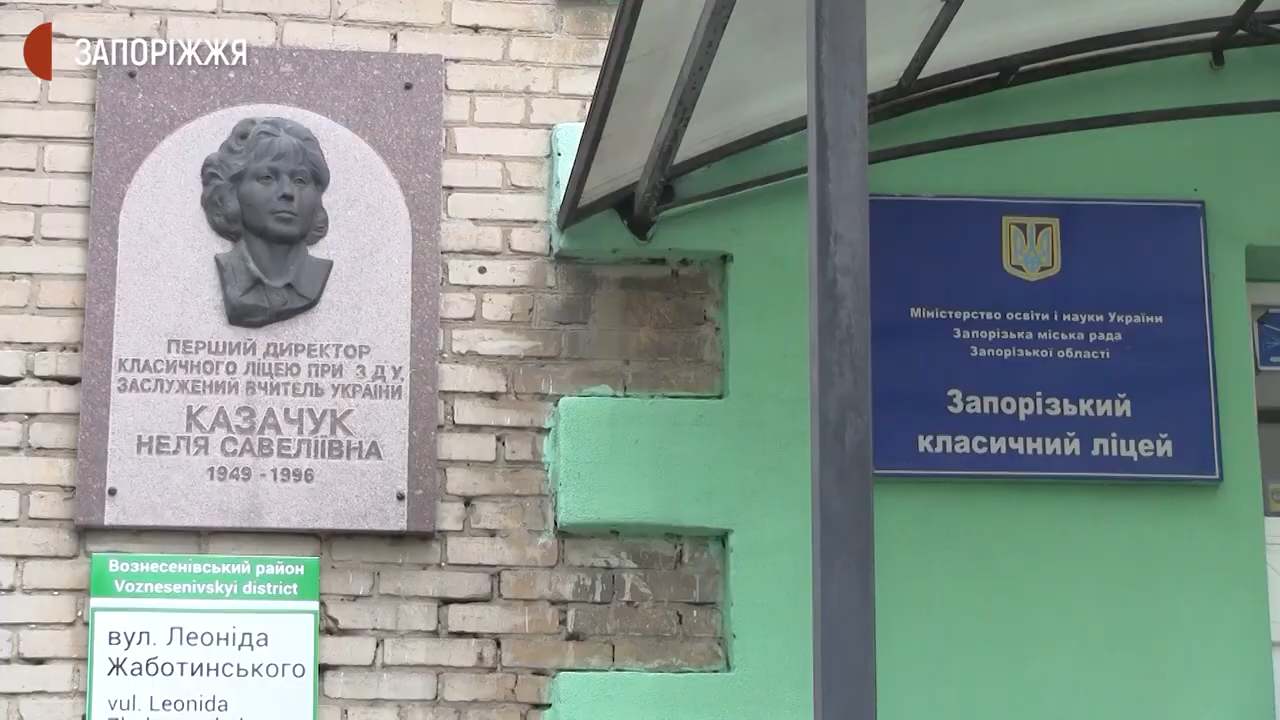 ЗАПОРІЖЖЯ
ПЕРШИЙ ДИРЕКТОР
КЛАСИЧНОГО ЛІЦЕЮ ПРИ З Д У,
ЗАСЛУЖЕНИЙ ВЧИТЕЛЬ УКРАЇНИ
КАЗАЧУК
НЕЛЯ САВЕЛІЇВНА
1949 - 1996
Вознесенівський район
Voznesenivskyi district
вул. Леоніда
Жаботинського
vul. Leonida
Міністерство освіти і науки України
Запорізька міська рада
Запорізької області
Запорізький
класичний ліцей